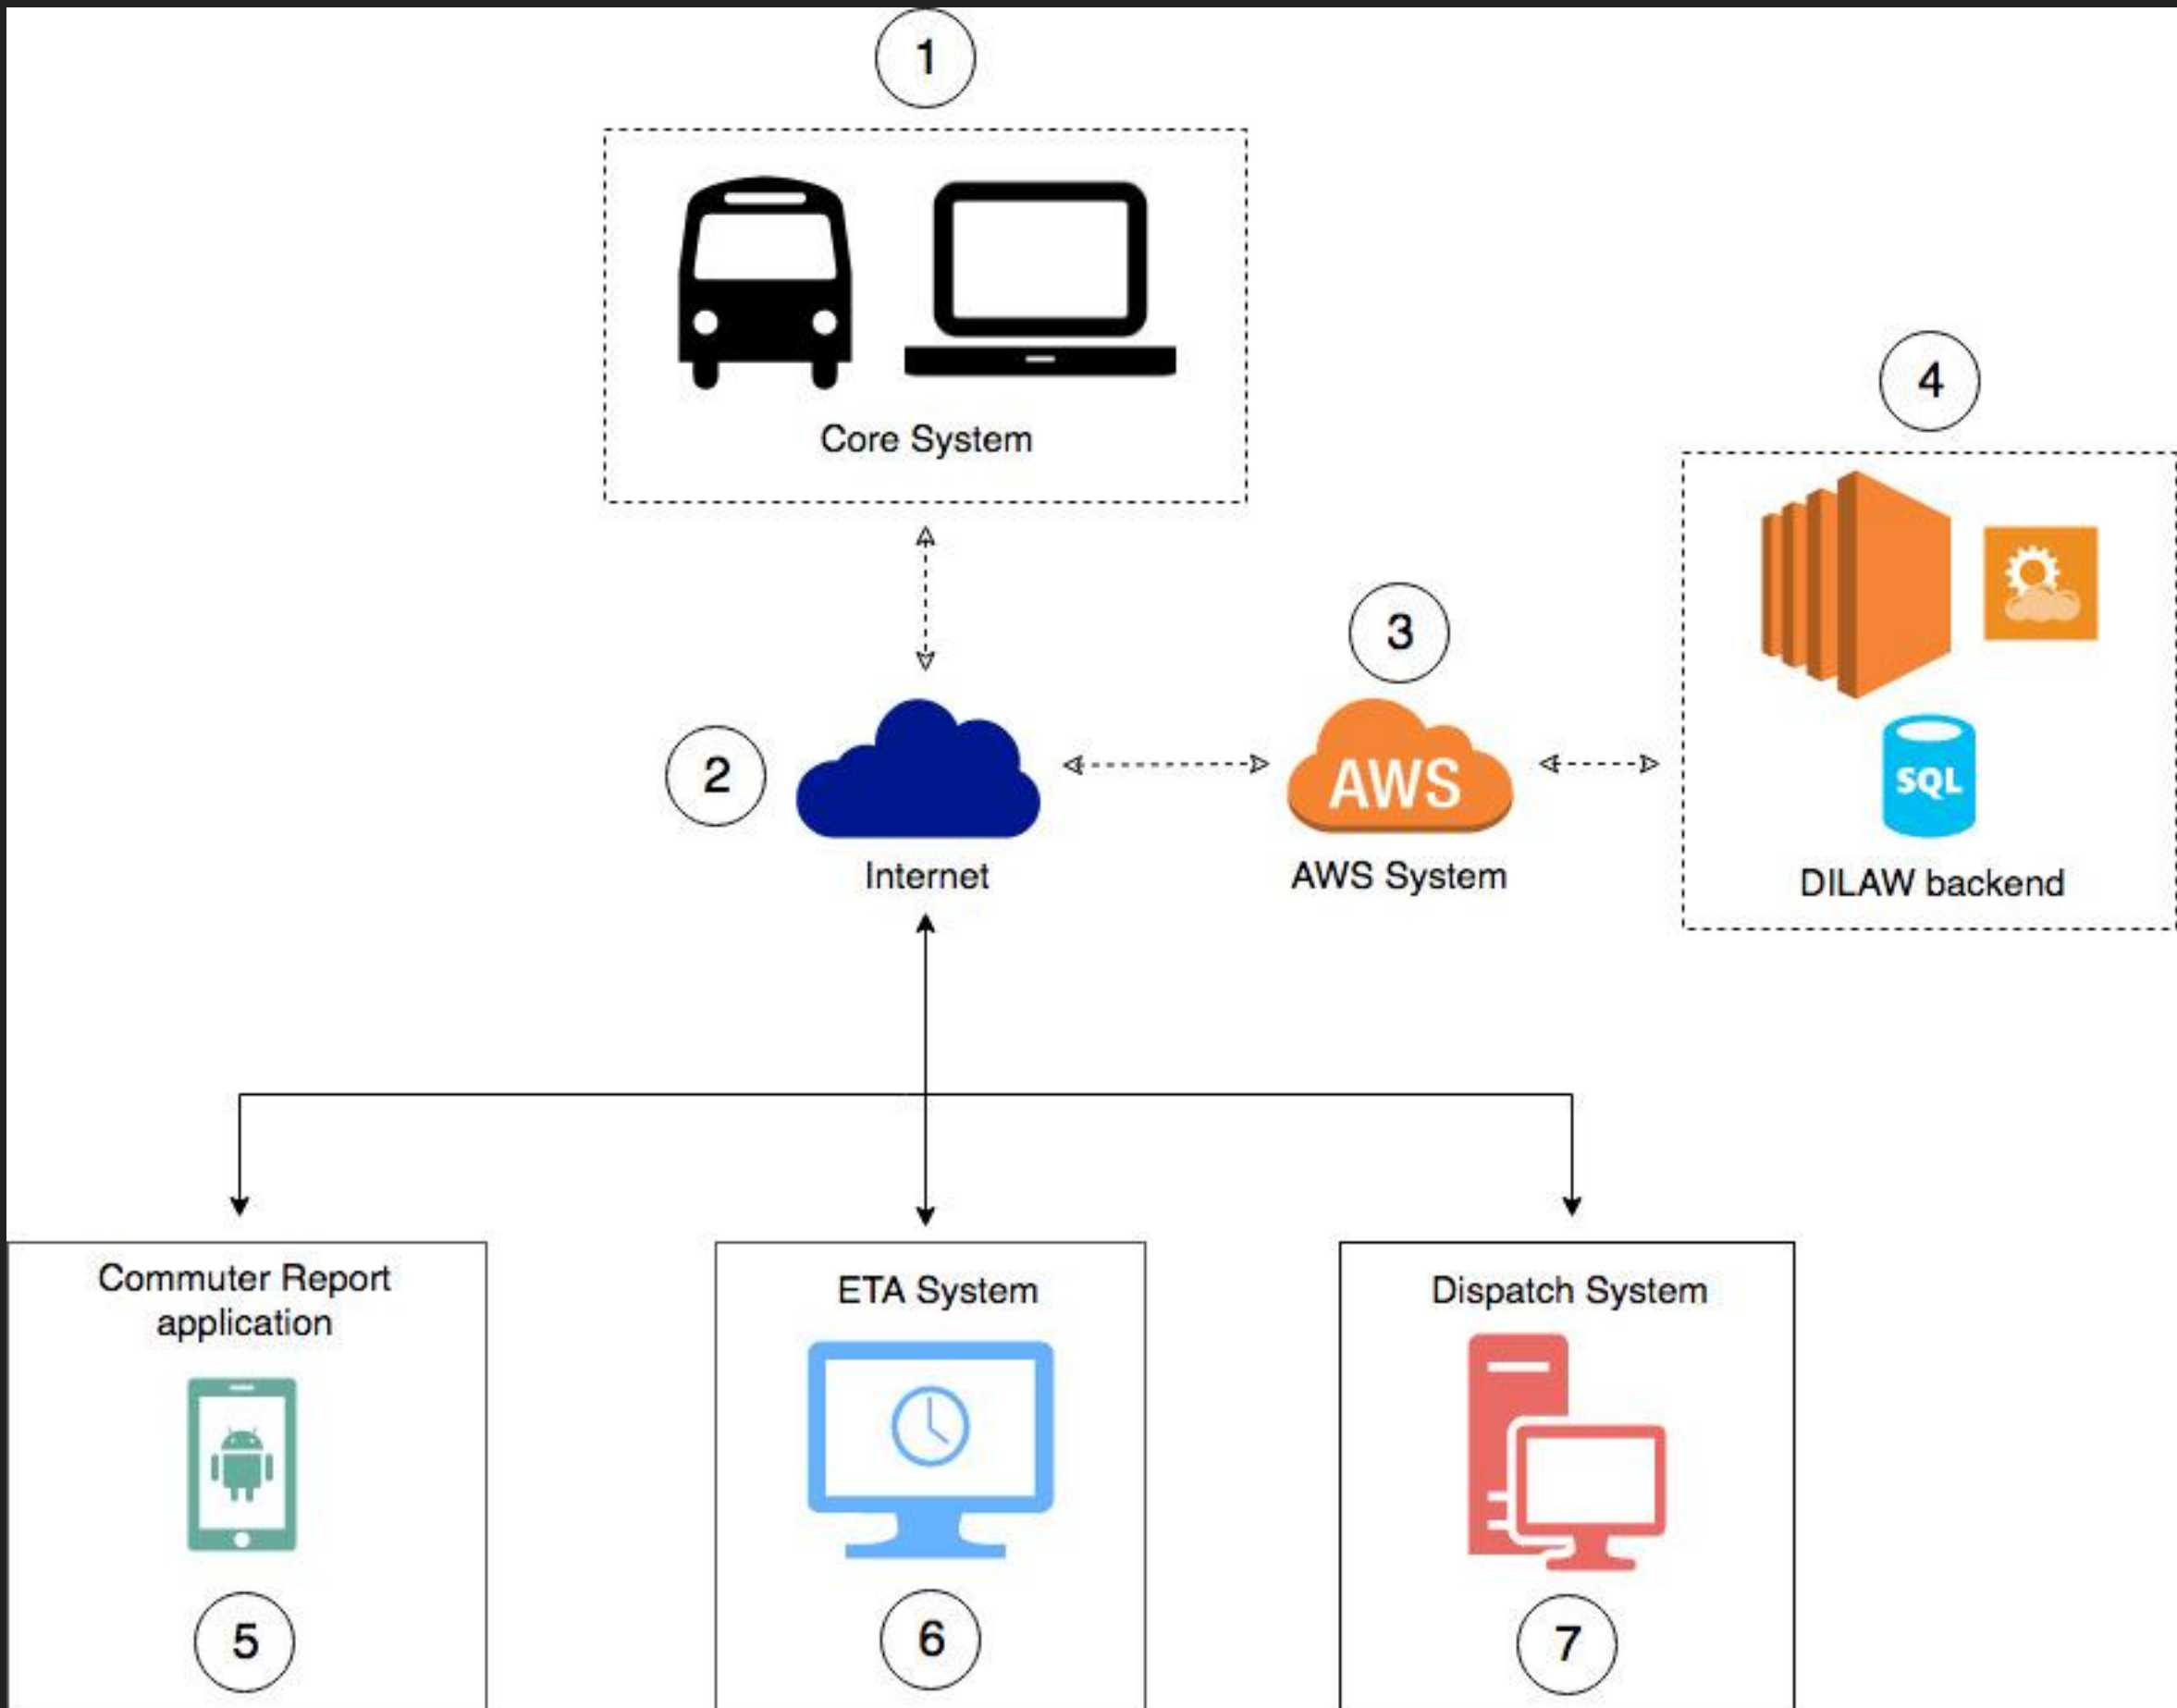 1
Core System
4
3
2
AWS
SQL
Internet
AWS System
DILAW backend
Commuter Report
application
ETA System
Dispatch System
5
6
7